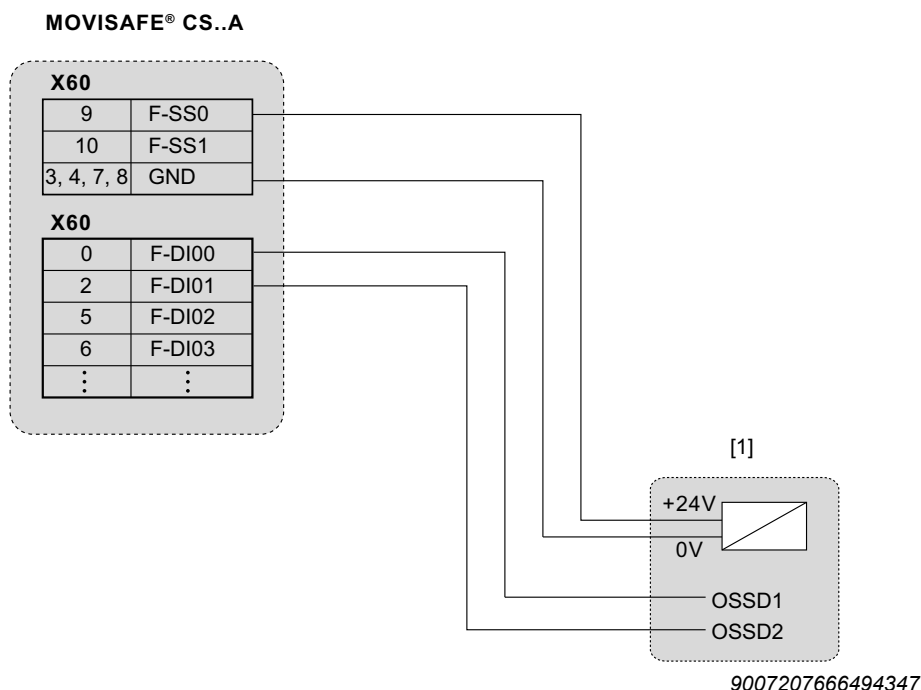 MOVISAFE® CS..A
X60
9 F-SS0
10 F-SS1
3, 4, 7, 8 GND
X60
0 F-DI00
2 F-DI01
5 F-DI02
6 F-DI03
⋮ ⋮
[1]
+24V
0V
OSSD1
OSSD2
9007207666494347